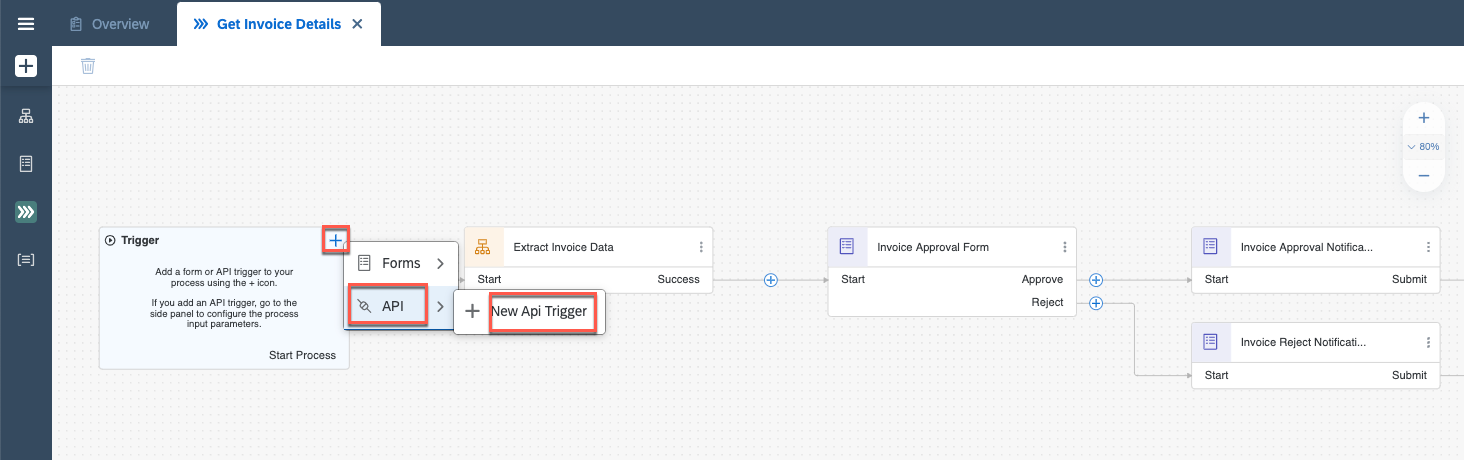 Overview
Get Invoice Details
80%
Trigger
Add a form or API trigger to your
process using the + icon.
If you add an API trigger, go to the
side panel to configure the process
input parameters.
Start Process
Forms
API
New Api Trigger
Extract Invoice Data
Start Success
Invoice Approval Form
Start Approve
Reject
Invoice Approval Notifica...
Start Submit
Invoice Reject Notificati...
Start Submit